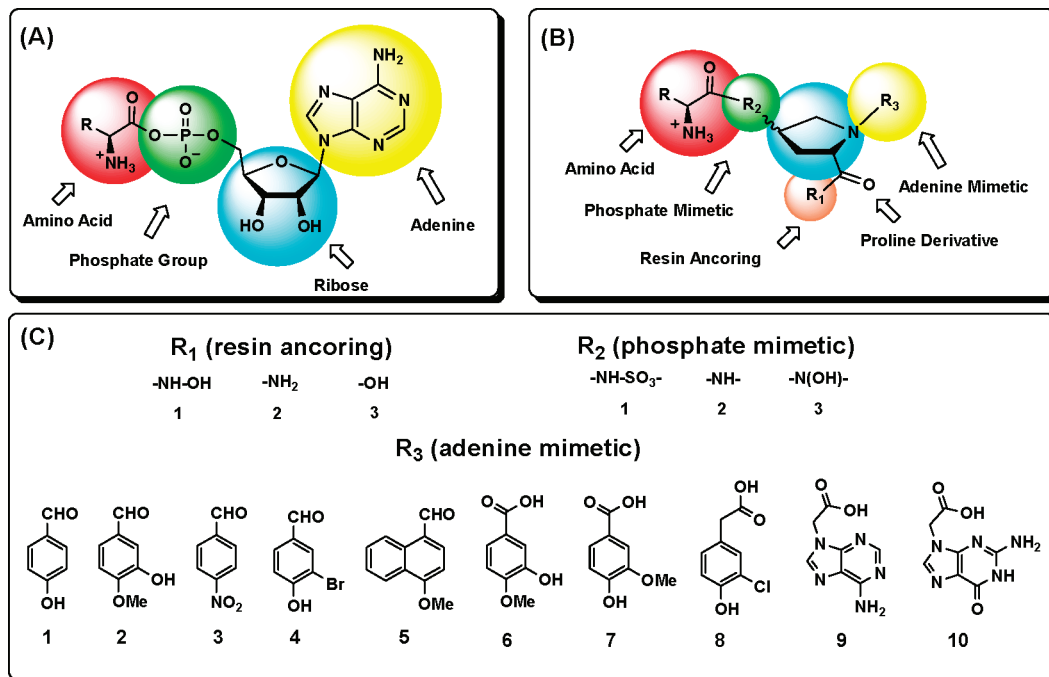 (A)
NH2
N
N
N
N
R
O
O
O
P
O
O-
NH3
+
O
HO
OH
Amino Acid
Phosphate Group
Ribose
Adenine
(B)
R
O
R2
NH3
+
N
R3
R1
O
Amino Acid
Phosphate Mimetic
Resin Ancoring
Adenine Mimetic
Proline Derivative
(C)
R1 (resin ancoring)
R2 (phosphate mimetic)
-NH-OH -NH2 -OH
1 2 3
-NH-SO3- -NH- -N(OH)-
1 2 3
R3 (adenine mimetic)
CHO
OH
1
CHO
OH
OMe
2
CHO
NO2
3
CHO
Br
OH
4
CHO
OMe
5
O OH
OH
OMe
6
O OH
OMe
OH
7
OH
O
Cl
OH
8
OH
O
N
N
N
N
NH2
9
OH
O
N
N
NH2
N
NH
O
10